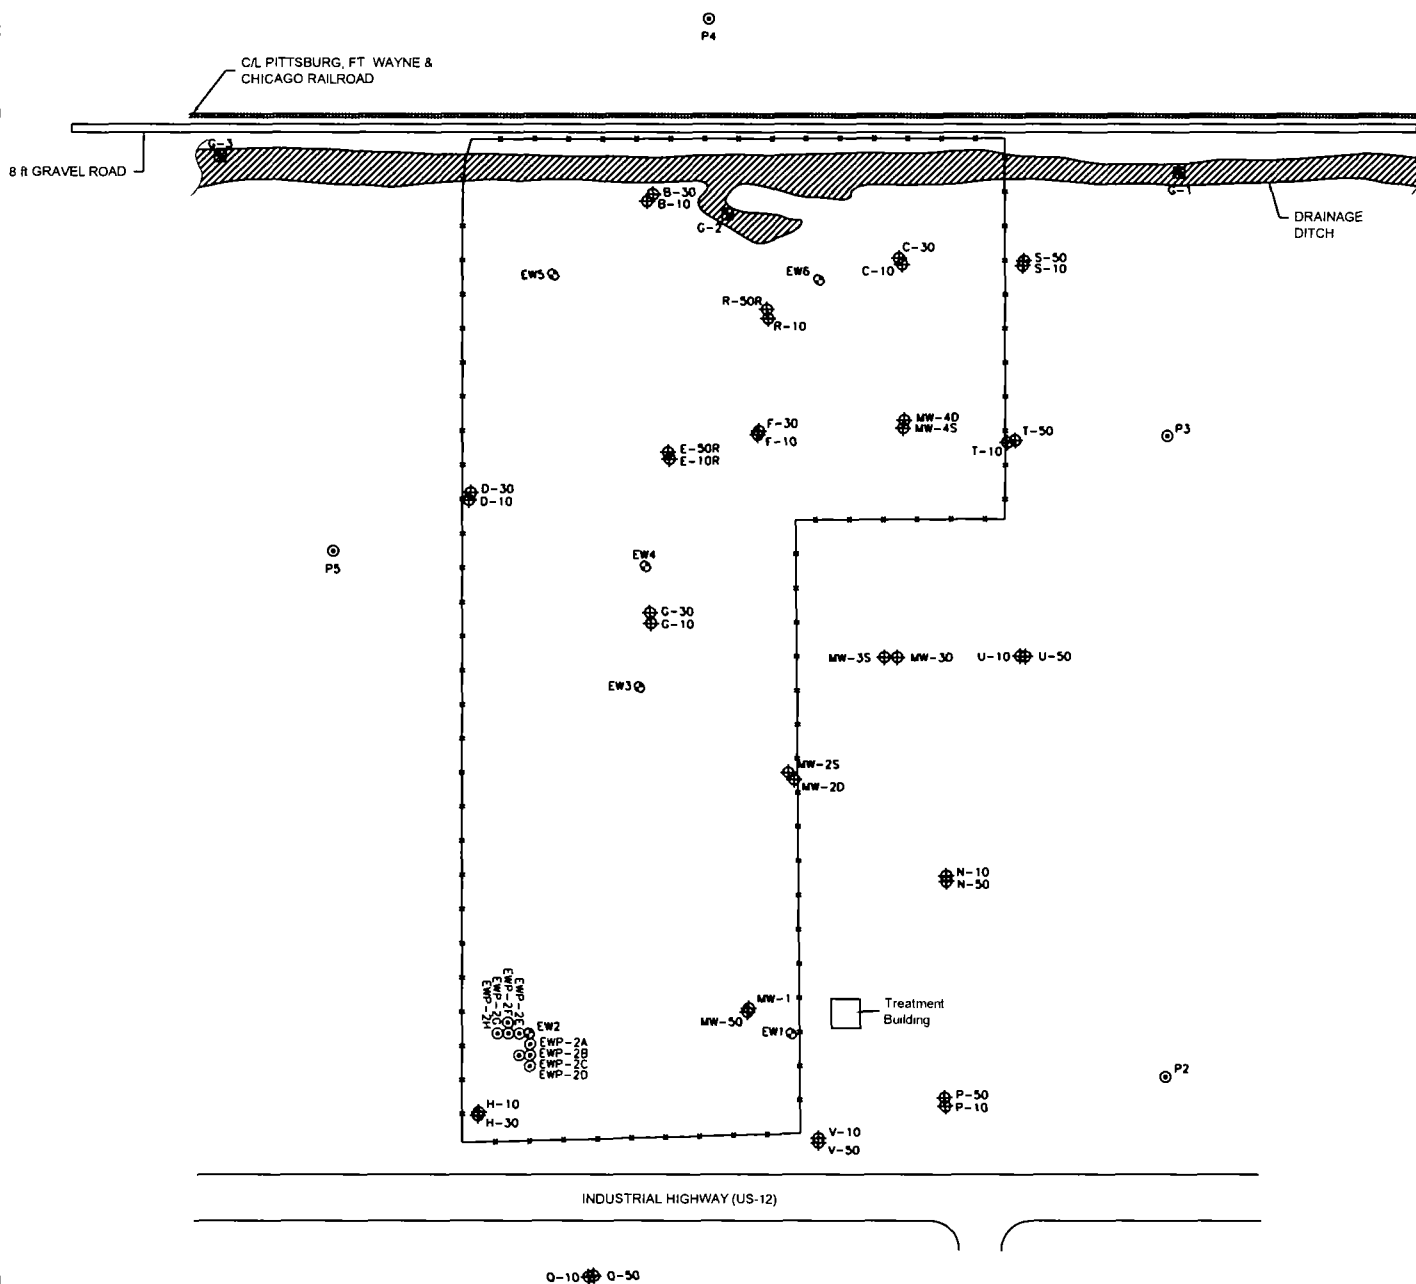 P4
C/L PITTSBURG, FT WAYNE &
CHICAGO RAILROAD
8 ft GRAVEL ROAD
G-3
G-1
B-30
B-10
G-2
DRAINAGE
DITCH
C-30
C-10
S-50
S-10
EW5
EW6
R-50R
R-10
F-30
F-10
MW-4D
MW-4S
T-50
T-10
P3
E-50R
E-10R
D-30
D-10
P5
EW4
G-30
G-10
MW-3S
MW-3D
U-10
U-50
EW3
MW-2S
MW-2D
N-10
N-50
EWP-2H
EWP-2G
EWP-2F
EWP-2E
EW2
EWP-2A
EWP-2B
EWP-2C
EWP-2D
MW-1
MW-50
EW1
Treatment
Building
P2
H-10
H-30
P-50
P-10
V-10
V-50
INDUSTRIAL HIGHWAY (US-12)
Q-10
Q-50